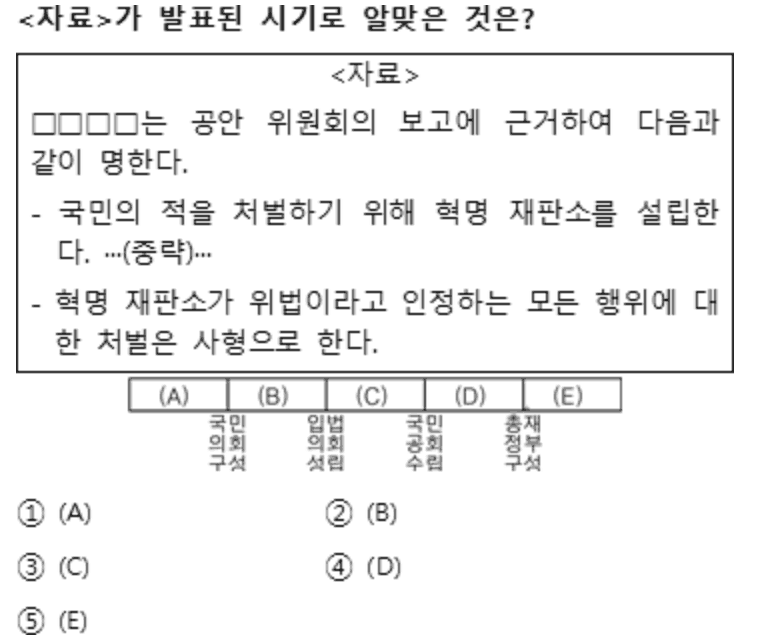 <자료>가 발표된 시기로 알맞은 것은?
<자료>
□□□□는 공안 위원회의 보고에 근거하여 다음과
같이 명한다.
- 국민의 적을 처벌하기 위해 혁명 재판소를 설립한
다. …(중략)…
- 혁명 재판소가 위법이라고 인정하는 모든 행위에 대
한 처벌은 사형으로 한다.
(A) (B) (C) (D) (E)
국민 입법 국민 총재
의회 의회 공회 정부
구성 성립 수립 구성
① (A) ② (B)
③ (C) ④ (D)
⑤ (E)